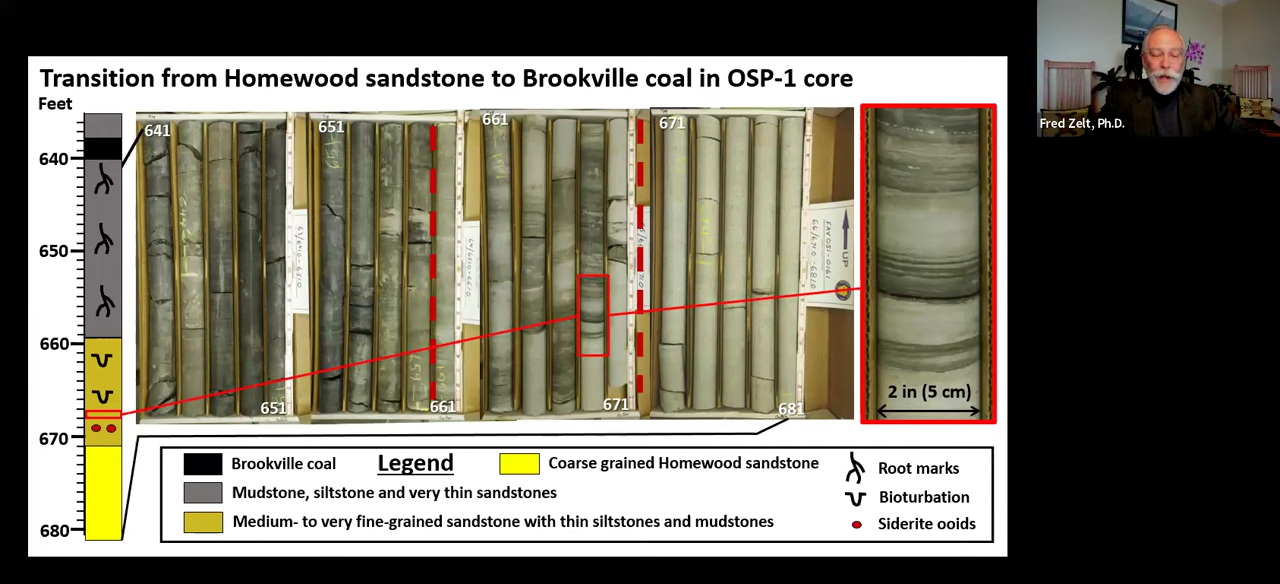 Transition from Homewood sandstone to Brookville coal in OSP-1 core
Fred Zelt, Ph.D.
Feet
640
650
660
670
680
641
651
661
671
651
661
671
681
UP
2 in (5 cm)
Legend
Brookville coal
Coarse grained Homewood sandstone
Mudstone, siltstone and very thin sandstones
Medium- to very fine-grained sandstone with thin siltstones and mudstones
Root marks
Bioturbation
Siderite ooids